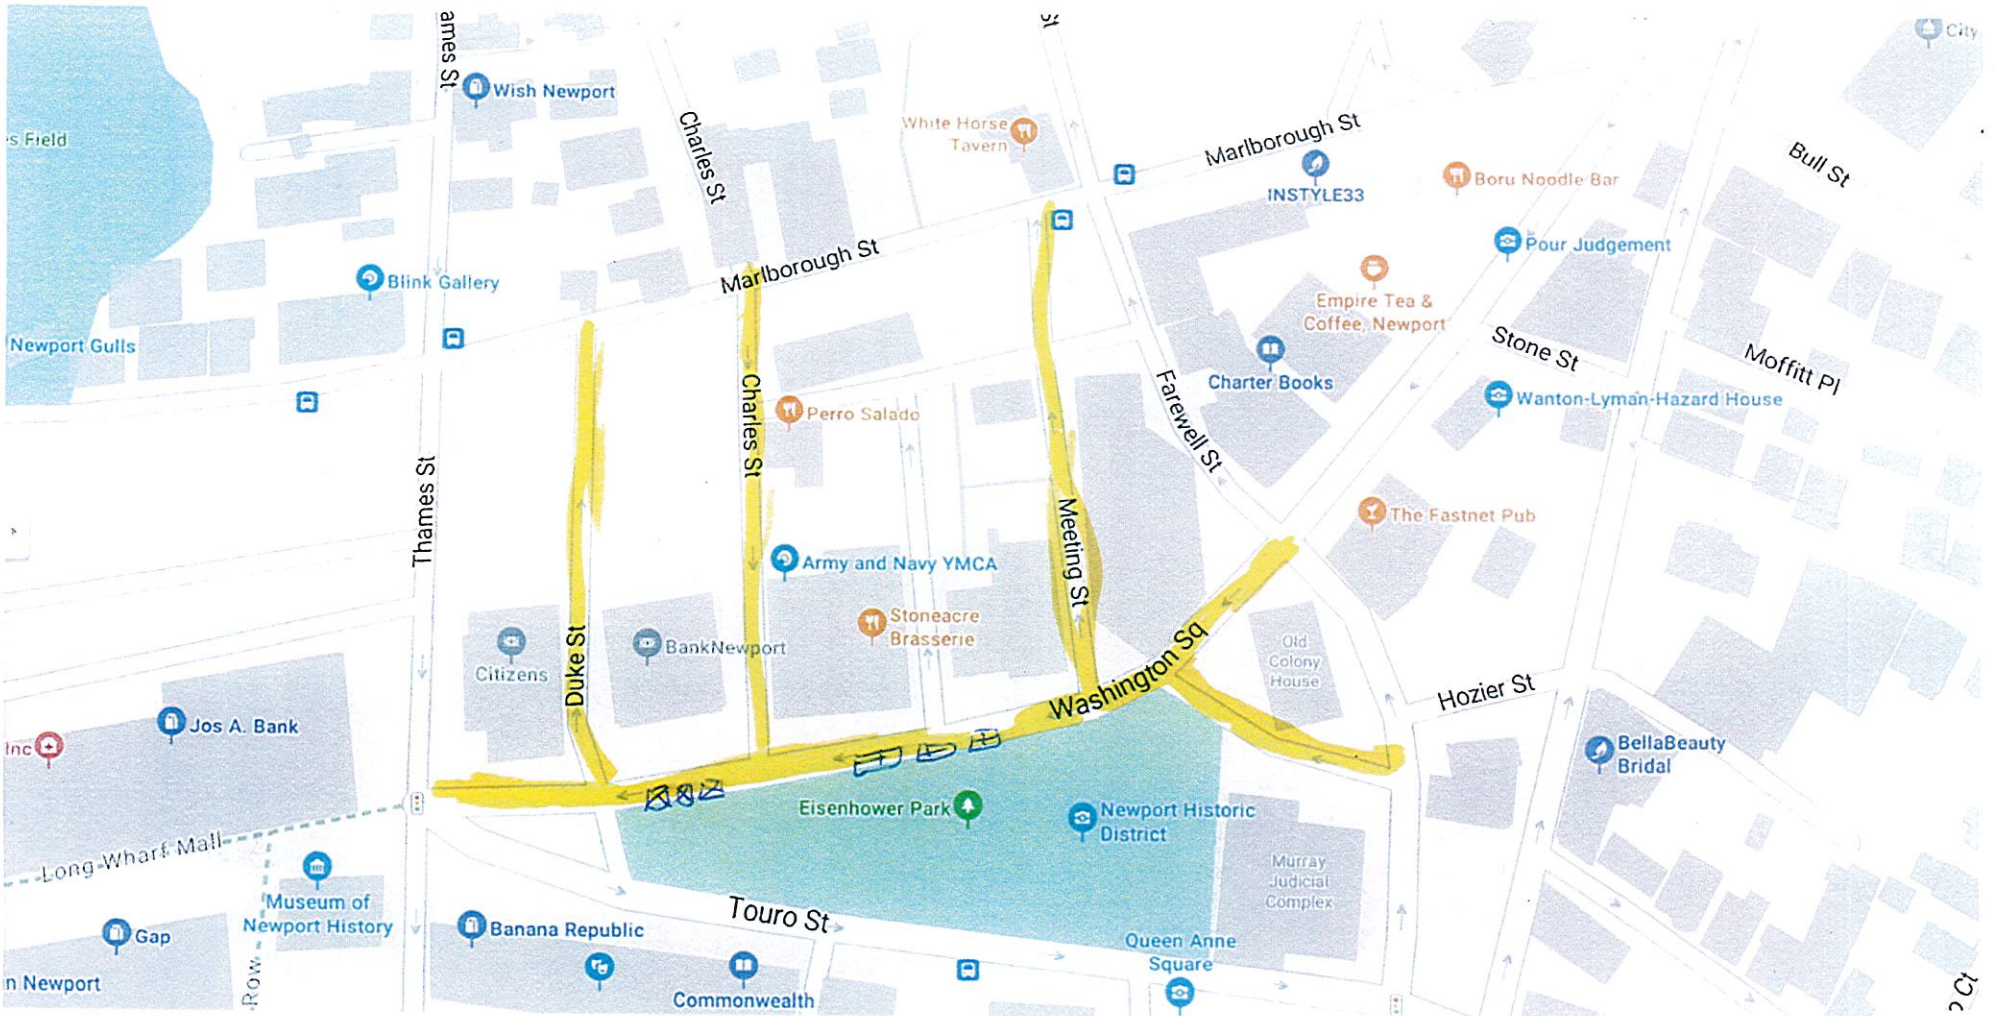 ames St
St
City
Wish Newport
s Field
Charles St
White Horse
Tavern
Marlborough St
INSTYLE33
Boru Noodle Bar
Bull St
Pour Judgement
Blink Gallery
Marlborough St
Empire Tea &
Coffee, Newport
Newport Gulls
Stone St
Moffitt Pl
Charter Books
Wanton-Lyman-Hazard House
Charles St
Perro Salado
Farewell St
Thames St
Meeting St
The Fastnet Pub
Army and Navy YMCA
Stoneacre
Brasserie
Citizens
Duke St
BankNewport
Washington Sq
Old
Colony
House
Hozier St
Jos A. Bank
Inc
BellaBeauty
Bridal
Eisenhower Park
Newport Historic
District
Long Wharf Mall
Murray
Judicial
Complex
Museum of
Newport History
Touro St
Gap
Banana Republic
Queen Anne
Square
n Newport
Row
Commonwealth
o Ct